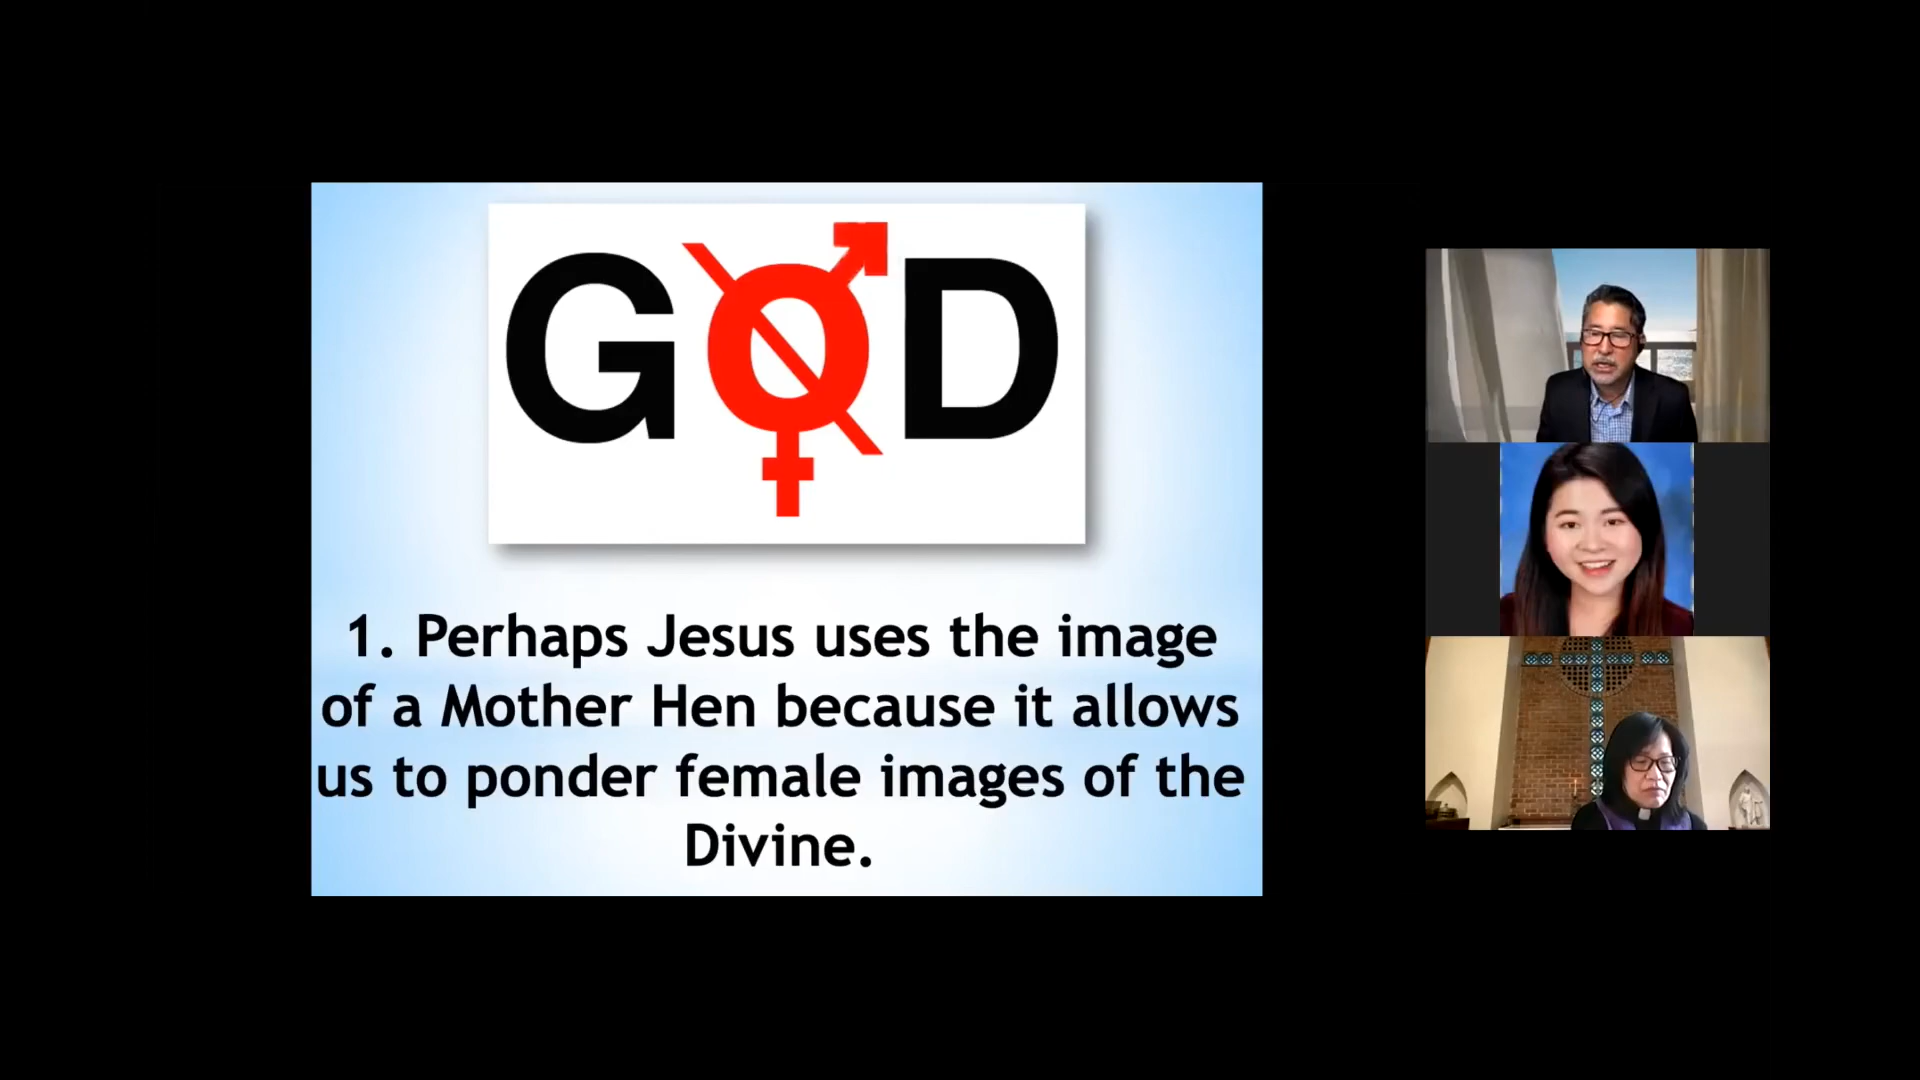 GOD
1. Perhaps Jesus uses the image
of a Mother Hen because it allows
us to ponder female images of the
Divine.